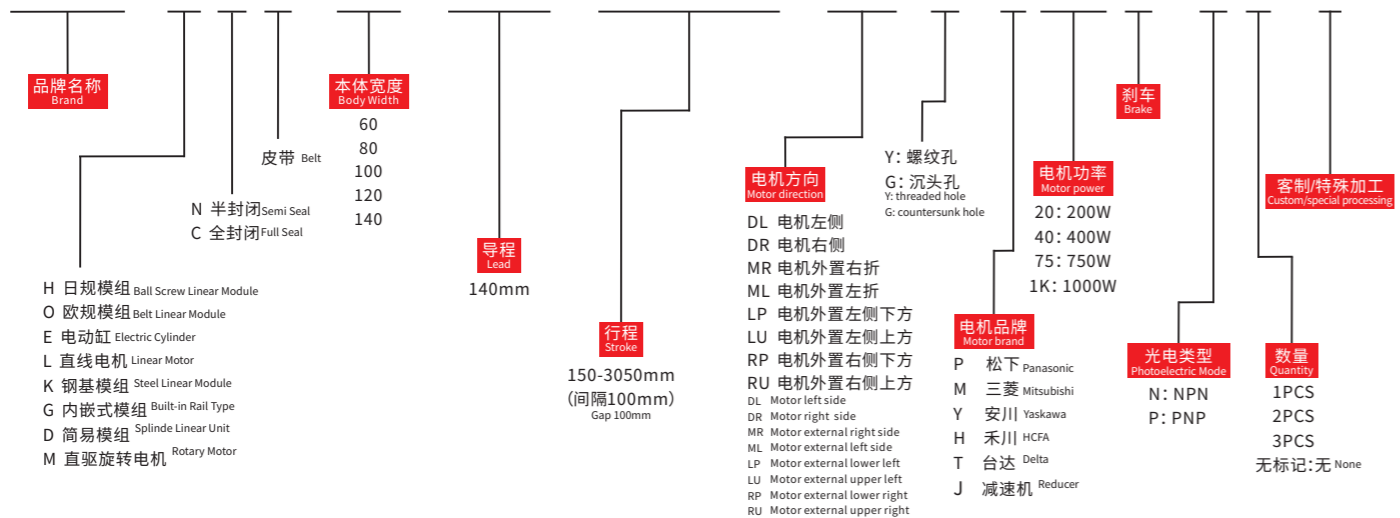 品牌名称
Brand
H 日规模组 Ball Screw Linear Module
O 欧规模组 Belt Linear Module
E 电动缸 Electric Cylinder
L 直线电机 Linear Motor
K 钢基模组 Steel Linear Module
G 内嵌式模组 Built-in Rail Type
D 简易模组 Splinde Linear Unit
M 直驱旋转电机 Rotary Motor
N 半封闭 Semi Seal
C 全封闭 Full Seal
皮带 Belt
本体宽度
Body Width
60
80
100
120
140
导程
Lead
140mm
行程
Stroke
150-3050mm
（间隔100mm）
Gap 100mm
电机方向
Motor direction
DL 电机左侧
DR 电机右侧
MR 电机外置右折
ML 电机外置左折
LP 电机外置左侧下方
LU 电机外置左侧上方
RP 电机外置右侧下方
RU 电机外置右侧上方
DL Motor left side
DR Motor right side
MR Motor external right side
ML Motor external left side
LP Motor external lower left
LU Motor external upper left
RP Motor external lower right
RU Motor external upper right
Y：螺纹孔
G：沉头孔
Y: threaded hole
G: countersunk hole
电机品牌
Motor brand
P 松下 Panasonic
M 三菱 Mitsubishi
Y 安川 Yaskawa
H 禾川 HCFA
T 台达 Delta
J 减速机 Reducer
电机功率
Motor power
20：200W
40：400W
75：750W
1K：1000W
刹车
Brake
光电类型
Photoelectric Mode
N：NPN
P：PNP
数量
Quantity
1PCS
2PCS
3PCS
无标记：无 None
客制/特殊加工
Custom/special processing